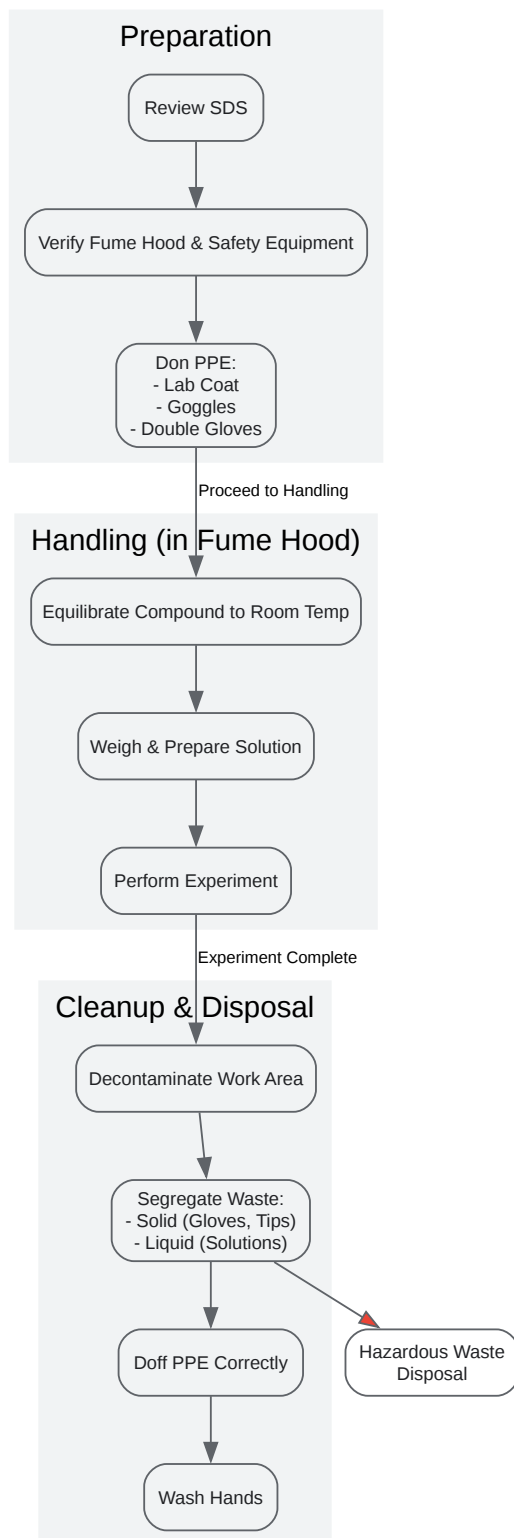 Preparation
Review SDS
Verify Fume Hood & Safety Equipment
Don PPE:
- Lab Coat
- Goggles
- Double Gloves
Proceed to Handling
Handling (in Fume Hood)
Equilibrate Compound to Room Temp
Weigh & Prepare Solution
Perform Experiment
Experiment Complete
Cleanup & Disposal
Decontaminate Work Area
Segregate Waste:
- Solid (Gloves, Tips)
- Liquid (Solutions)
Doff PPE Correctly
Hazardous Waste
Disposal
Wash Hands